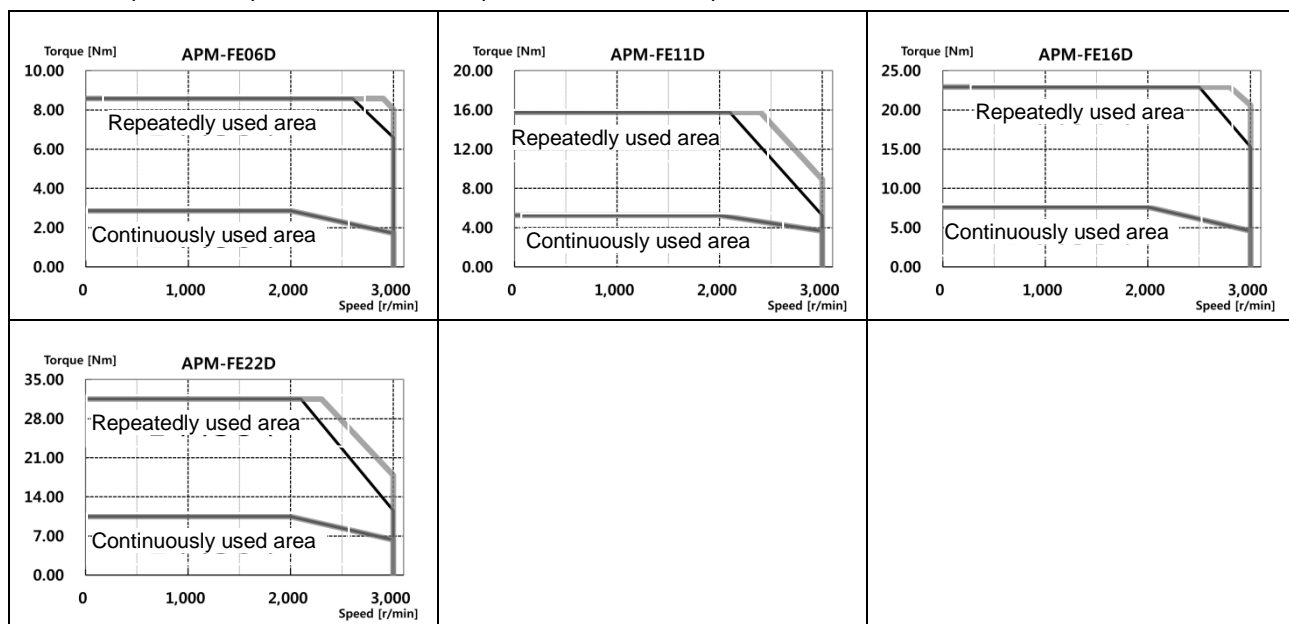 Torque [Nm] APM-FE06D
10.00
8.00
Repeatedly used area
6.00
4.00
2.00
Continuously used area
0.00
0 1,000 2,000 3,000
Speed [r/min]
Torque [Nm] APM-FE11D
20.00
16.00
Repeatedly used area
12.00
8.00
4.00
Continuously used area
0.00
0 1,000 2,000 3,000
Speed [r/min]
Torque [Nm] APM-FE16D
25.00
20.00
Repeatedly used area
15.00
10.00
5.00
Continuously used area
0.00
0 1,000 2,000 3,000
Speed [r/min]
Torque [Nm] APM-FE22D
35.00
28.00
Repeatedly used area
21.00
14.00
7.00
Continuously used area
0.00
0 1,000 2,000 3,000
Speed [r/min]